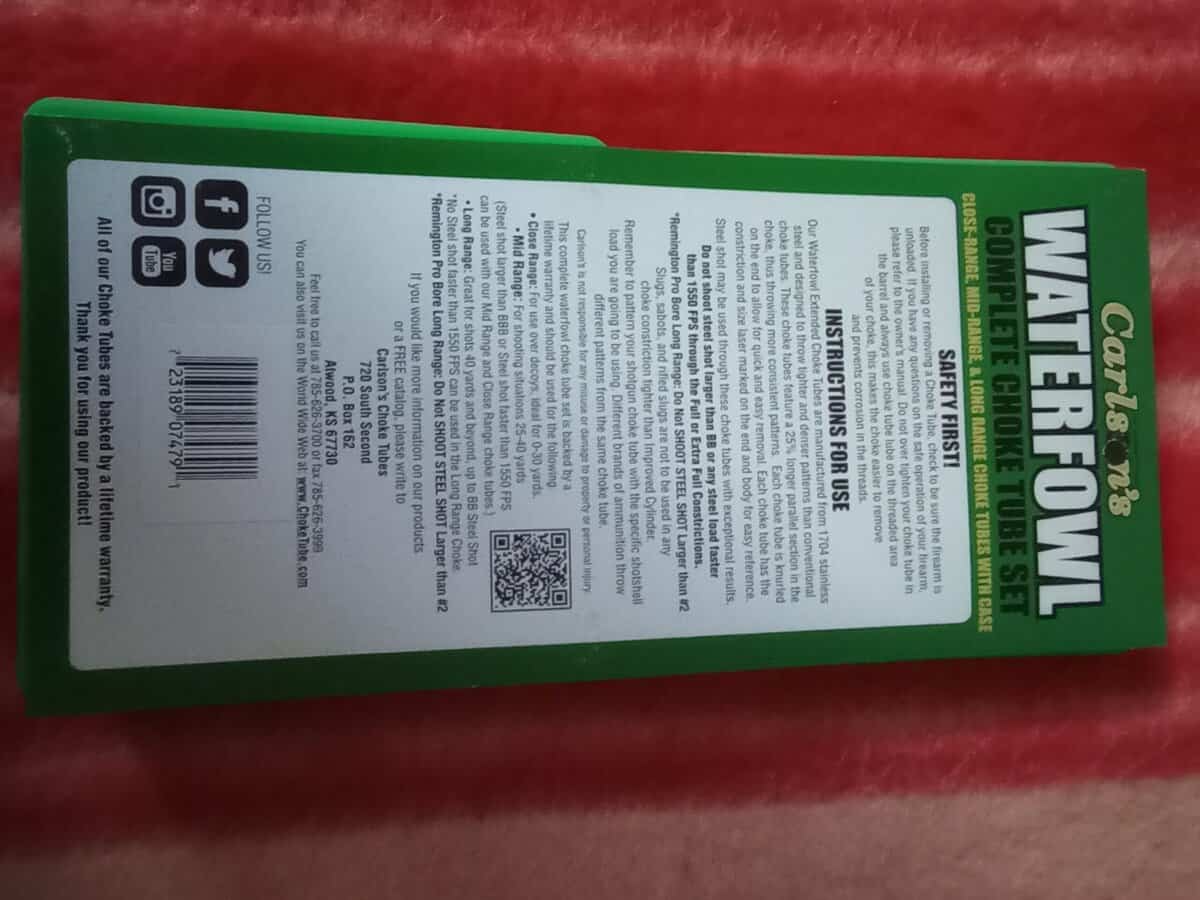 Carlson's
WATERFOWL
COMPLETE CHOKE TUBE SET
CLOSE-RANGE, MID-RANGE, & LONG RANGE CHOKE TUBES WITH CASE
SAFETY FIRST!
Before installing or removing a Choke Tube, check to be sure the firearm is
unloaded. If you have any questions on the safe operation of your firearm,
please refer to the owner's manual. Do not over tighten your choke tube in
the barrel and always use choke tube lube on the threaded area
of your choke, this makes the choke easier to remove
and prevents corrosion in the threads.
INSTRUCTIONS FOR USE
Our Waterfowl Extended Choke Tubes are manufactured from 1704 stainless
steel and designed to throw tighter and denser patterns than conventional
choke tubes. These choke tubes feature a 25% longer parallel section in the
choke, thus throwing more consistent patterns. Each choke tube is knurled
on the end to allow for quick and easy removal. Each choke tube has the
constriction and size laser marked on the end and body for easy reference.
Steel shot may be used through these choke tubes with exceptional results.
Do not shoot steel shot larger than BB or any steel load faster
than 1550 FPS through the Full or Extra Full Constrictions.
*Remington Pro Bore Long Range: Do Not SHOOT STEEL SHOT Larger than #2
Slugs, sabots, and rifled slugs are not to be used in any
choke constriction tighter than Improved Cylinder.
Remember to pattern your shotgun choke tube with the specific shotshell
load you are going to be using. Different brands of ammunition throw
different patterns from the same choke tube.
Carlson's is not responsible for any misuse or damage to property or personal injury.
This complete waterfowl choke tube set is backed by a
lifetime warranty and should be used for the following:
• Close Range: For use over decoys, ideal for 0-30 yards.
• Mid Range: For shooting situations 25-40 yards
(Steel shot larger than BBB or Steel shot faster than 1550 FPS
can be used with our Mid Range and Close Range choke tubes.)
• Long Range: Great for shots 40 yards and beyond, up to BB Steel Shot
*No Steel shot faster than 1550 FPS can be used in the Long Range Choke.
*Remington Pro Bore Long Range: Do Not SHOOT STEEL SHOT Larger than #2
If you would like more information on our products
or a FREE catalog, please write to
Carlson's Choke Tubes
720 South Second
P.O. Box 162
Atwood, KS 67730
Feel free to call us at 785-626-3700 or fax 785-626-3999
You can also visit us on the World Wide Web at: www.ChokeTube.com
FOLLOW US!
You
Tube
7 23189 07479 1
All of our Choke Tubes are backed by a lifetime warranty.
Thank you for using our product!